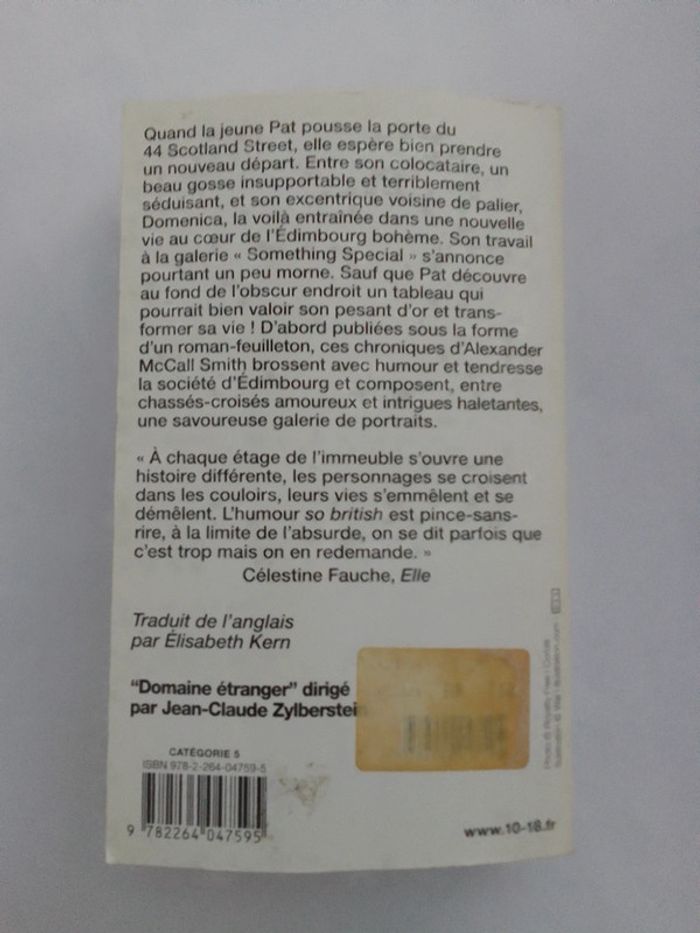 Quand la jeune Pat pousse la porte du
44 Scotland Street, elle espère bien prendre
un nouveau départ. Entre son colocataire, un
beau gosse insupportable et terriblement
séduisant, et son excentrique voisine de palier,
Domenica, la voilà entraînée dans une nouvelle
vie au cœur de l'Édimbourg bohème. Son travail
à la galerie « Something Special » s'annonce
pourtant un peu morne. Sauf que Pat découvre
au fond de l'obscur endroit un tableau qui
pourrait bien valoir son pesant d'or et trans-
former sa vie ! D'abord publiées sous la forme
d'un roman-feuilleton, ces chroniques d'Alexander
McCall Smith brossent avec humour et tendresse
la société d'Édimbourg et composent, entre
chassés-croisés amoureux et intrigues haletantes,
une savoureuse galerie de portraits.
« À chaque étage de l'immeuble s'ouvre une
histoire différente, les personnages se croisent
dans les couloirs, leurs vies s'emmêlent et se
démêlent. L'humour so british est pince-sans-
rire, à la limite de l'absurde, on se dit parfois que
c'est trop mais on en redemande. »
Célestine Fauche, Elle
Traduit de l'anglais
par Élisabeth Kern
"Domaine étranger" dirigé
par Jean-Claude Zylberstein
CATÉGORIE 5
ISBN 978-2-264-04759-5
9 782264 047595
www.10-18.fr
Photo © Royalty Free / Corbis